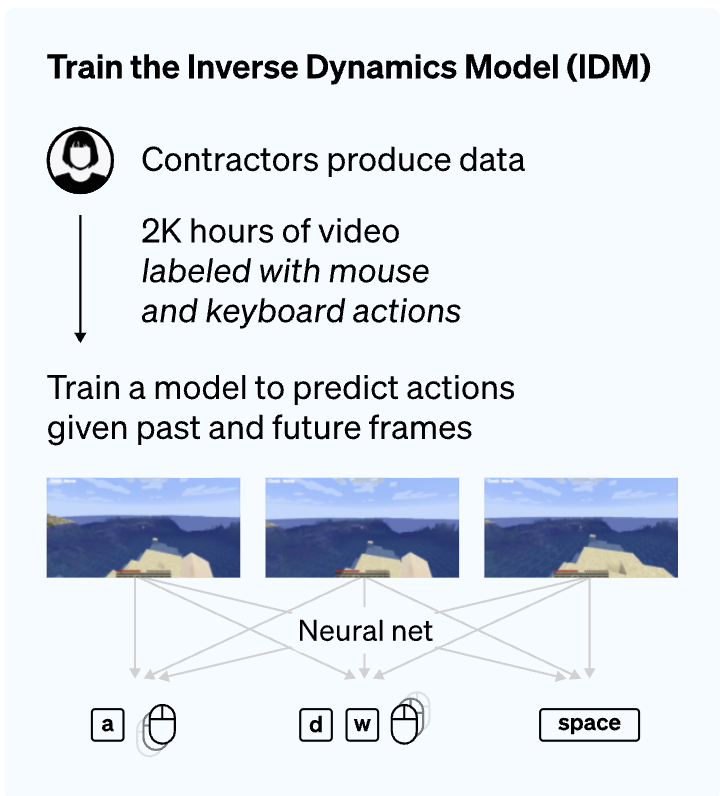 Train the Inverse Dynamics Model (IDM)
Contractors produce data
2K hours of video
labeled with mouse
and keyboard actions
Train a model to predict actions
given past and future frames
Neural net
a
d w
space